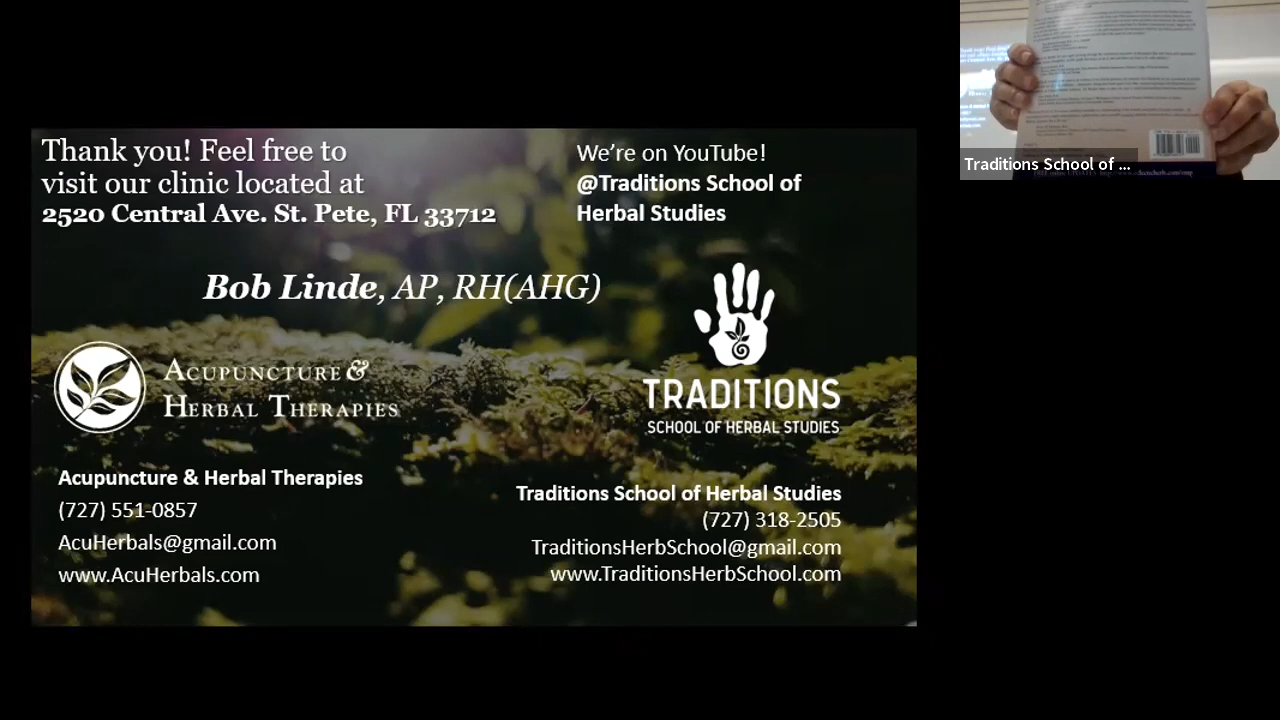 Thank you! Feel free to
visit our clinic located at
2520 Central Ave. St. Pete, FL 33712
We're on YouTube!
@Traditions School of
Herbal Studies
Bob Linde, AP, RH(AHG)
ACUPUNCTURE &
HERBAL THERAPIES
TRADITIONS
SCHOOL OF HERBAL STUDIES
Acupuncture & Herbal Therapies
(727) 551-0857
AcuHerbals@gmail.com
www.AcuHerbals.com
Traditions School of Herbal Studies
(727) 318-2505
TraditionsHerbSchool@gmail.com
www.TraditionsHerbSchool.com
Traditions School of ...